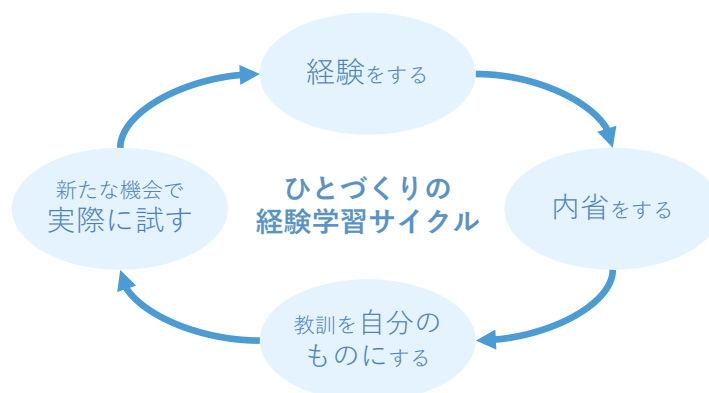 経験をする
新たな機会で
実際に試す
ひとづくりの
経験学習サイクル
内省をする
教訓を自分の
ものにする